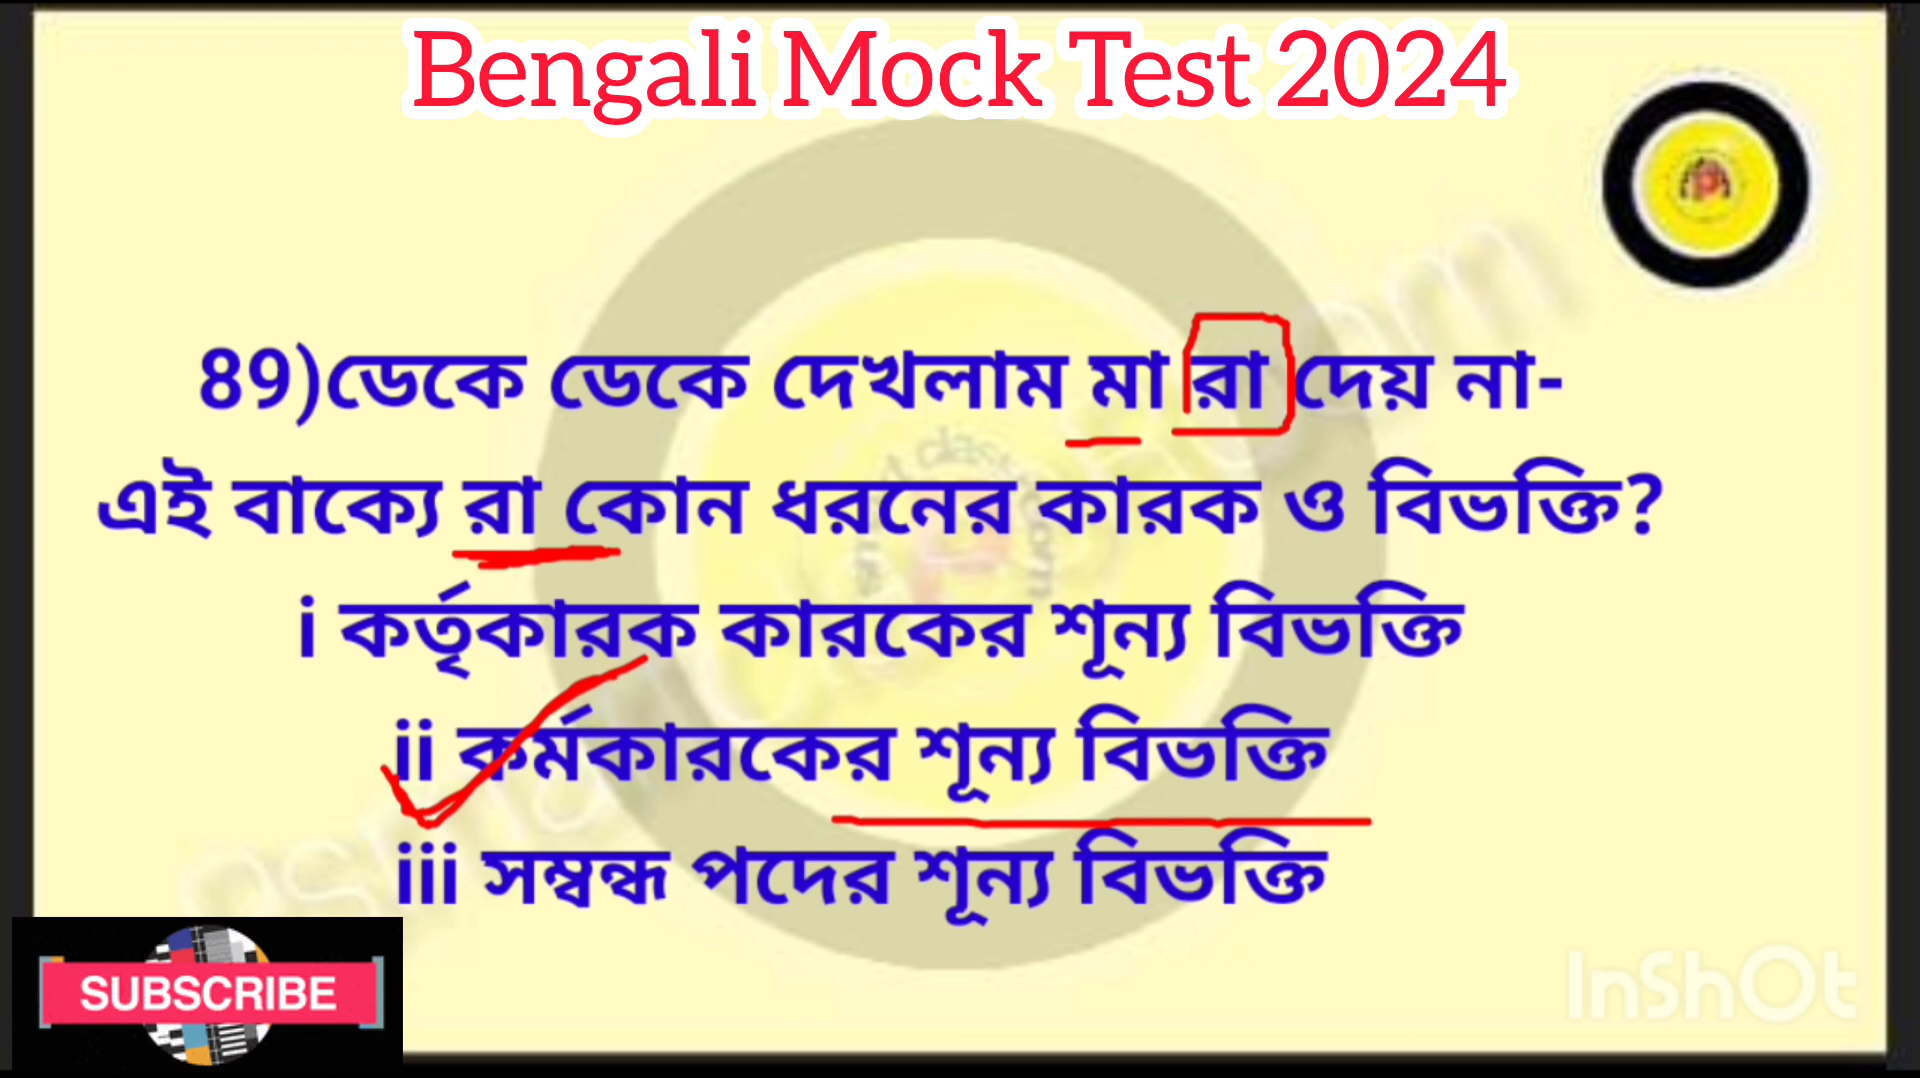 Bengali Mock Test 2024
89)ডেকে ডেকে দেখলাম মা রা দেয় না-
এই বাক্যে রা কোন ধরনের কারক ও বিভক্তি?
i কর্তৃকারক কারকের শূন্য বিভক্তি
ii কর্মকারকের শূন্য বিভক্তি
iii সম্বন্ধ পদের শূন্য বিভক্তি
SUBSCRIBE
InShOt